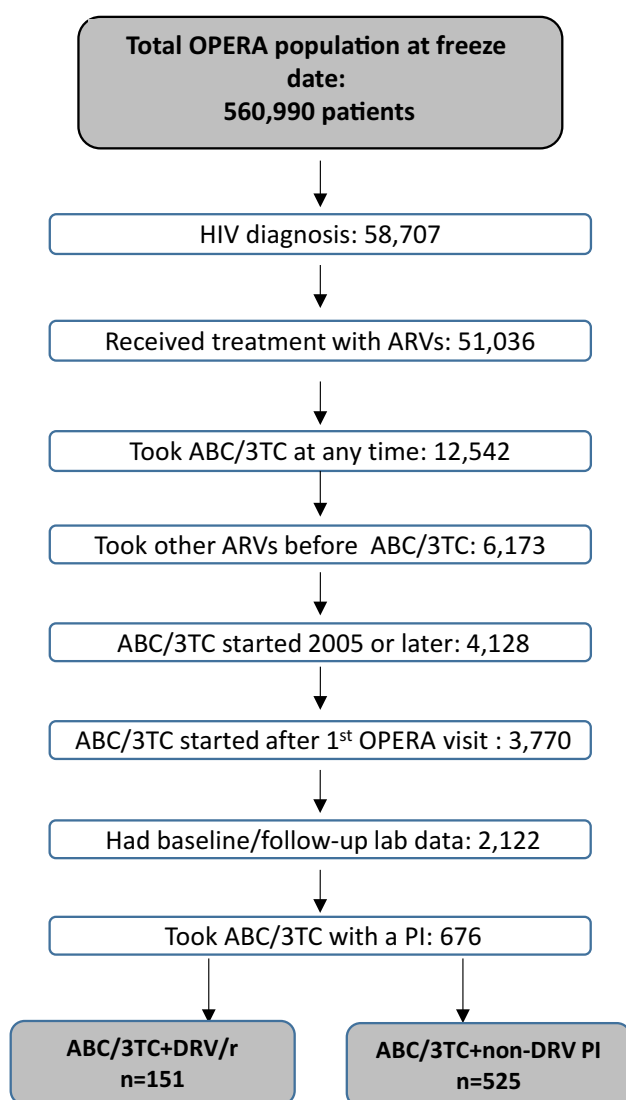 Total OPERA population at freeze
date:
560,990 patients
HIV diagnosis: 58,707
Received treatment with ARVs: 51,036
Took ABC/3TC at any time: 12,542
Took other ARVs before ABC/3TC: 6,173
ABC/3TC started 2005 or later: 4,128
ABC/3TC started after 1st OPERA visit : 3,770
Had baseline/follow-up lab data: 2,122
Took ABC/3TC with a PI: 676
ABC/3TC+DRV/r
n=151
ABC/3TC+non-DRV PI
n=525